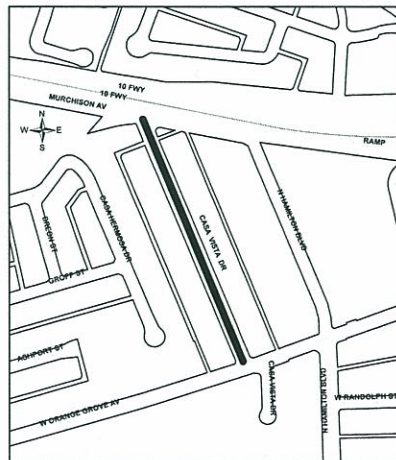 10 FWY
10 FWY
MURCHISON AV
N
W E
S
RAMP
CASA HERMOSA DR
CASA VISTA DR
N HAMILTON BLVD
BREON ST
GROFF ST
ASHPORT ST
W ORANGE GROVE AV
CASA VISTA DR
N HAMILTON BLVD
W RANDOLPH ST